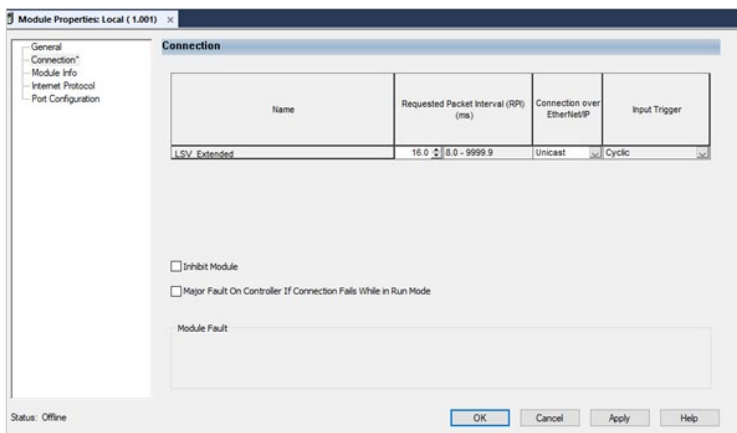 Module Properties: Local ( 1.001) ×
General
Connection*
Module Info
Internet Protocol
Port Configuration
Connection
Name
Requested Packet Interval (RPI)
(ms)
Connection over
EtherNet/IP
Input Trigger
LSV_Extended 16.0 8.0 - 9999.9 Unicast Cyclic
Inhibit Module
Major Fault On Controller If Connection Fails While in Run Mode
Module Fault
Status: Offline
OK Cancel Apply Help